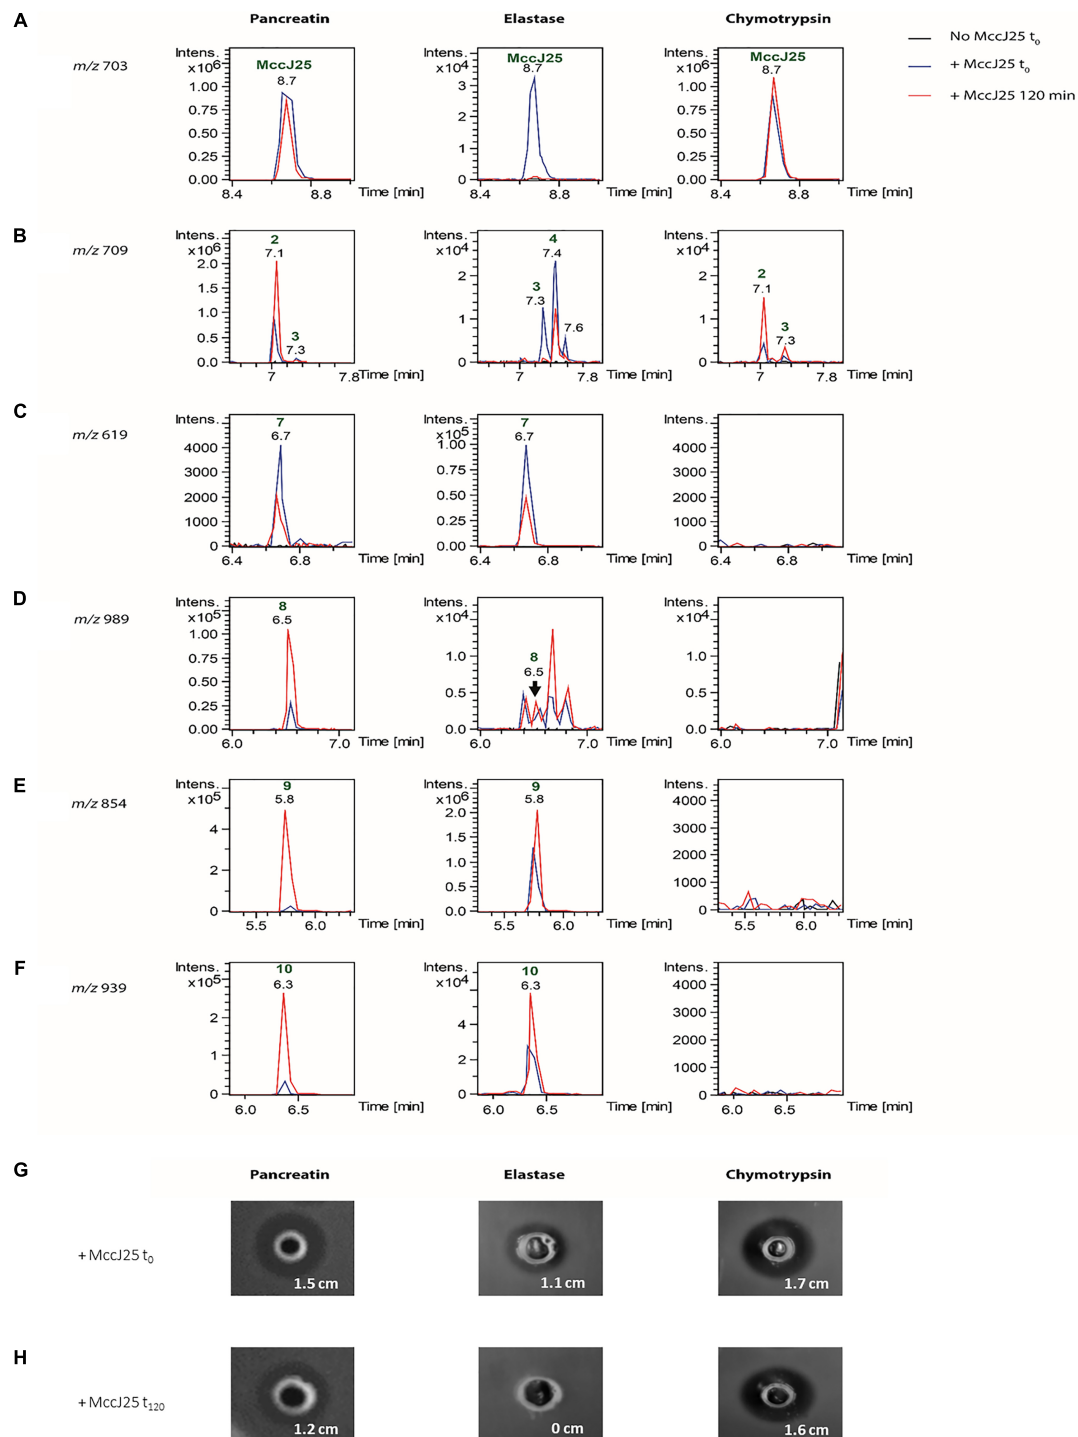 A Pancreatin Elastase Chymotrypsin
No MccJ25 t0
+ MccJ25 t0
+ MccJ25 120 min
m/z 703
Intens. x10^6 MccJ25 8.7 1.00 0.75 0.50 0.25 0.00 8.4 8.8 Time [min]
Intens. x10^4 MccJ25 8.7 3 2 1 0 8.4 8.8 Time [min]
Intens. x10^6 MccJ25 8.7 1.00 0.75 0.50 0.25 0.00 8.4 8.8 Time [min]
B m/z 709
Intens. x10^6 2 7.1 3 7.3 2.0 1.5 1.0 0.5 0.0 7 7.8 Time [min]
Intens. x10^4 4 7.4 3 7.3 7.6 2 1 0 7 7.8 Time [min]
Intens. x10^4 2 7.1 3 7.3 2 1 0 7 7.8 Time [min]
C m/z 619
Intens. 7 6.7 4000 3000 2000 1000 0 6.4 6.8 Time [min]
Intens. x10^5 7 6.7 1.00 0.75 0.50 0.25 0.00 6.4 6.8 Time [min]
Intens. 4000 3000 2000 1000 0 6.4 6.8 Time [min]
D m/z 989
Intens. x10^5 8 6.5 1.00 0.75 0.50 0.25 0.00 6.0 7.0 Time [min]
Intens. x10^4 8 6.5 1.0 0.5 0.0 6.0 7.0 Time [min]
Intens. x10^4 1.0 0.5 0.0 6.0 7.0 Time [min]
E m/z 854
Intens. x10^5 9 5.8 4 2 0 5.5 6.0 Time [min]
Intens. x10^6 9 5.8 2.0 1.5 1.0 0.5 0.0 5.5 6.0 Time [min]
Intens. 4000 3000 2000 1000 0 5.5 6.0 Time [min]
F m/z 939
Intens. x10^5 10 6.3 2 1 0 6.0 6.5 Time [min]
Intens. x10^4 10 6.3 4 2 0 6.0 6.5 Time [min]
Intens. 4000 3000 2000 1000 0 6.0 6.5 Time [min]
G Pancreatin Elastase Chymotrypsin
+ MccJ25 t0 1.5 cm 1.1 cm 1.7 cm
H
+ MccJ25 t120 1.2 cm 0 cm 1.6 cm